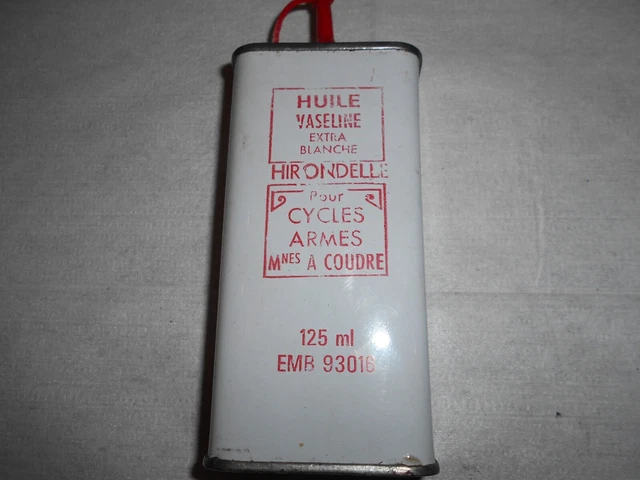 HUILE
VASELINE
EXTRA
BLANCHE
HIRONDELLE
Pour
CYCLES
ARMES
MNES A COUDRE
125 ml
EMB 93016